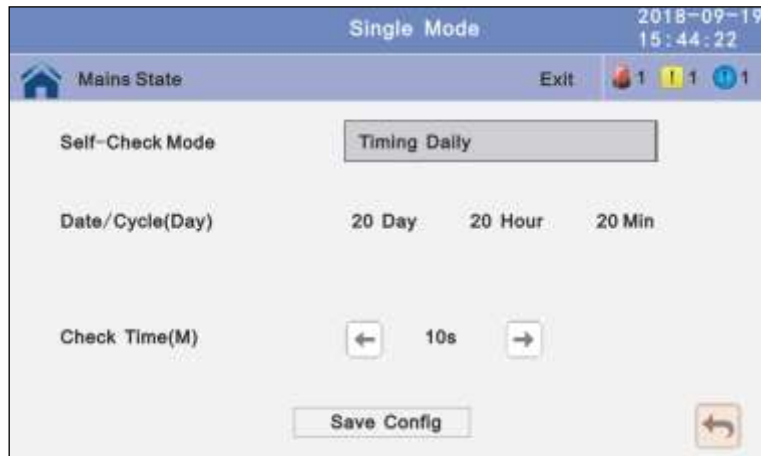 Single Mode
2018-09-19
15:44:22
Mains State
Exit
1
! 1
! 1
Self-Check Mode
Timing Daily
Date/Cycle(Day)
20 Day
20 Hour
20 Min
Check Time(M)
10s
Save Config